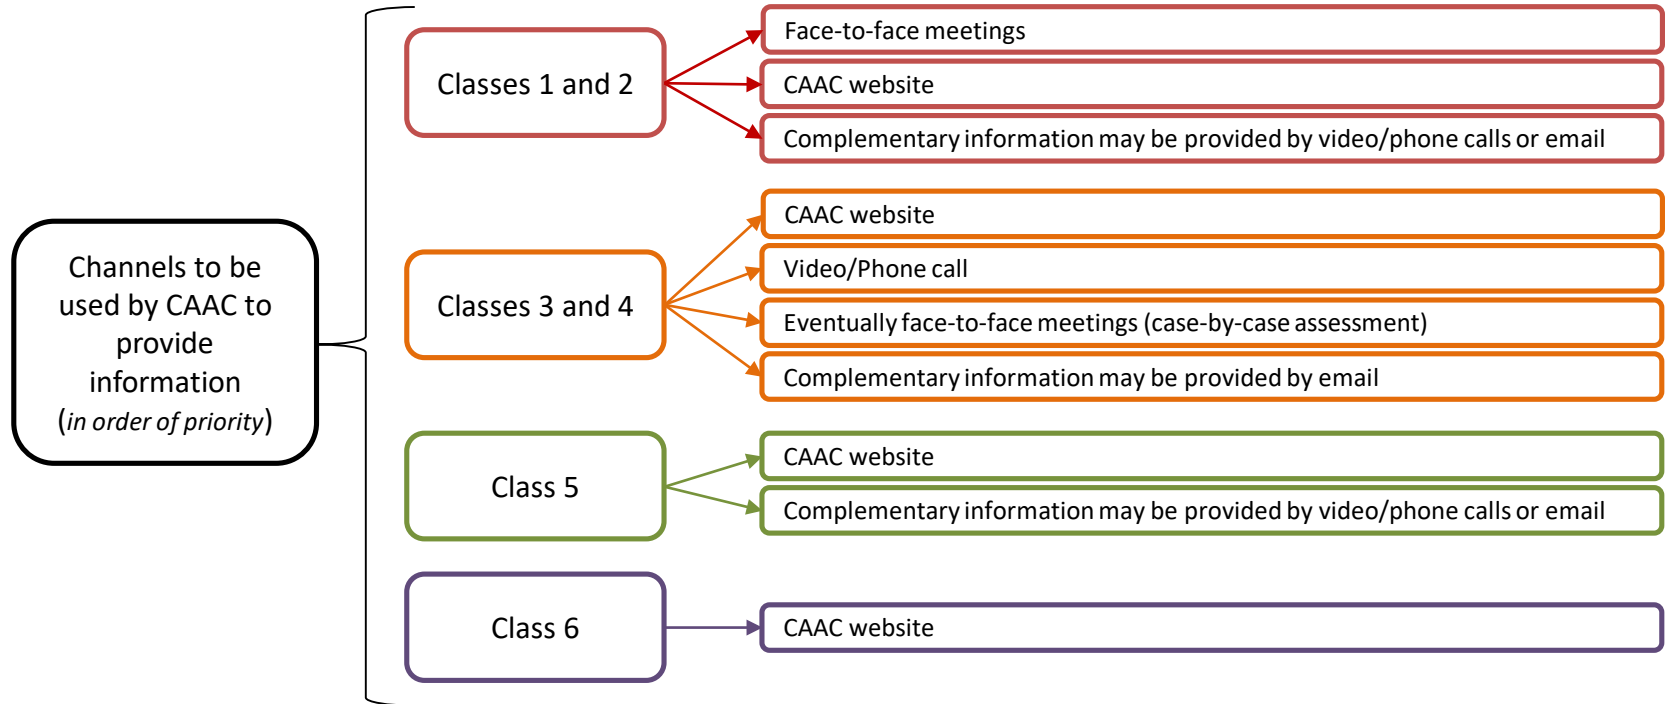 Channels to be
used by CAAC to
provide
information
(in order of priority)
Classes 1 and 2
Face-to-face meetings
CAAC website
Complementary information may be provided by video/phone calls or email
Classes 3 and 4
CAAC website
Video/Phone call
Eventually face-to-face meetings (case-by-case assessment)
Complementary information may be provided by email
Class 5
CAAC website
Complementary information may be provided by video/phone calls or email
Class 6
CAAC website